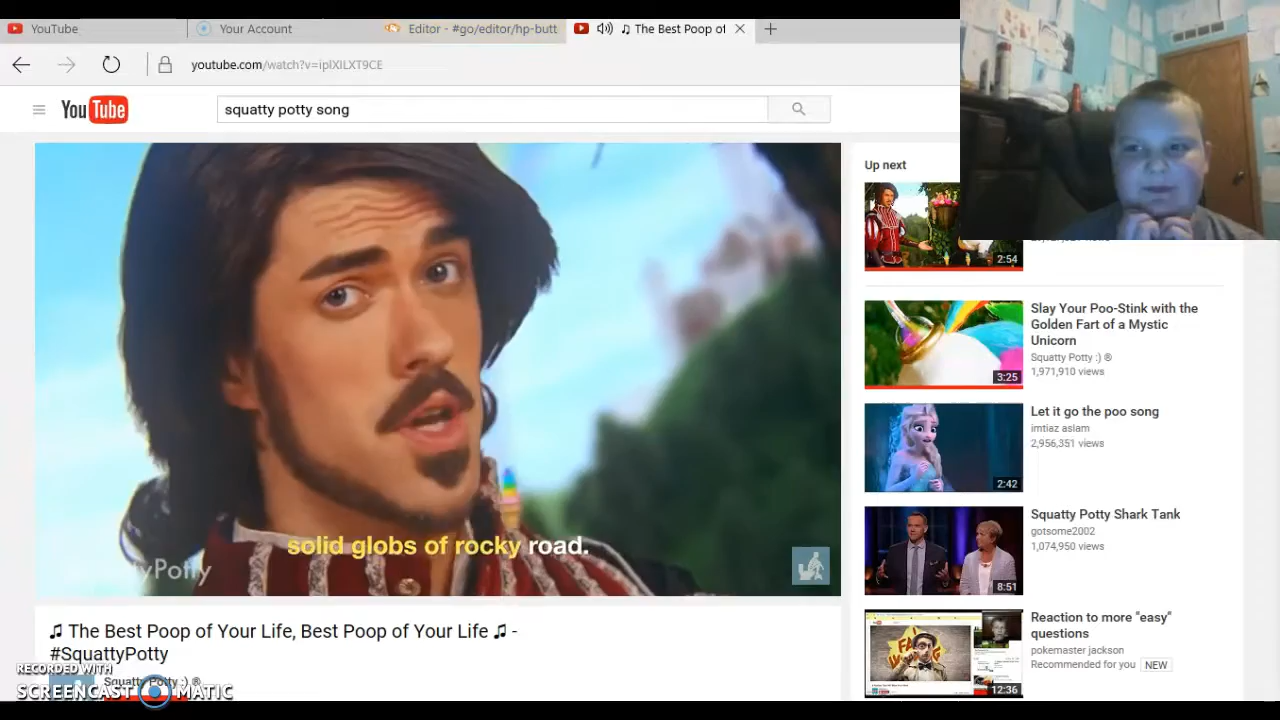 YouTube
Your Account
Editor - #go/editor/hp-butt
♫ The Best Poop of
youtube.com/watch?v=iplXILXT9CE
YouTube
squatty potty song
solid globs of rocky road.
♫ The Best Poop of Your Life, Best Poop of Your Life ♫ -
#SquattyPotty
Squatty Potty :) ®
RECORDED WITH
SCREENCAST-O-MATIC
Up next
2:54
Slay Your Poo-Stink with the
Golden Fart of a Mystic
Unicorn
Squatty Potty :) ®
1,971,910 views
3:25
Let it go the poo song
imtiaz aslam
2,956,351 views
2:42
Squatty Potty Shark Tank
gotsome2002
1,074,950 views
8:51
Reaction to more "easy"
questions
pokemaster jackson
Recommended for you NEW
12:36